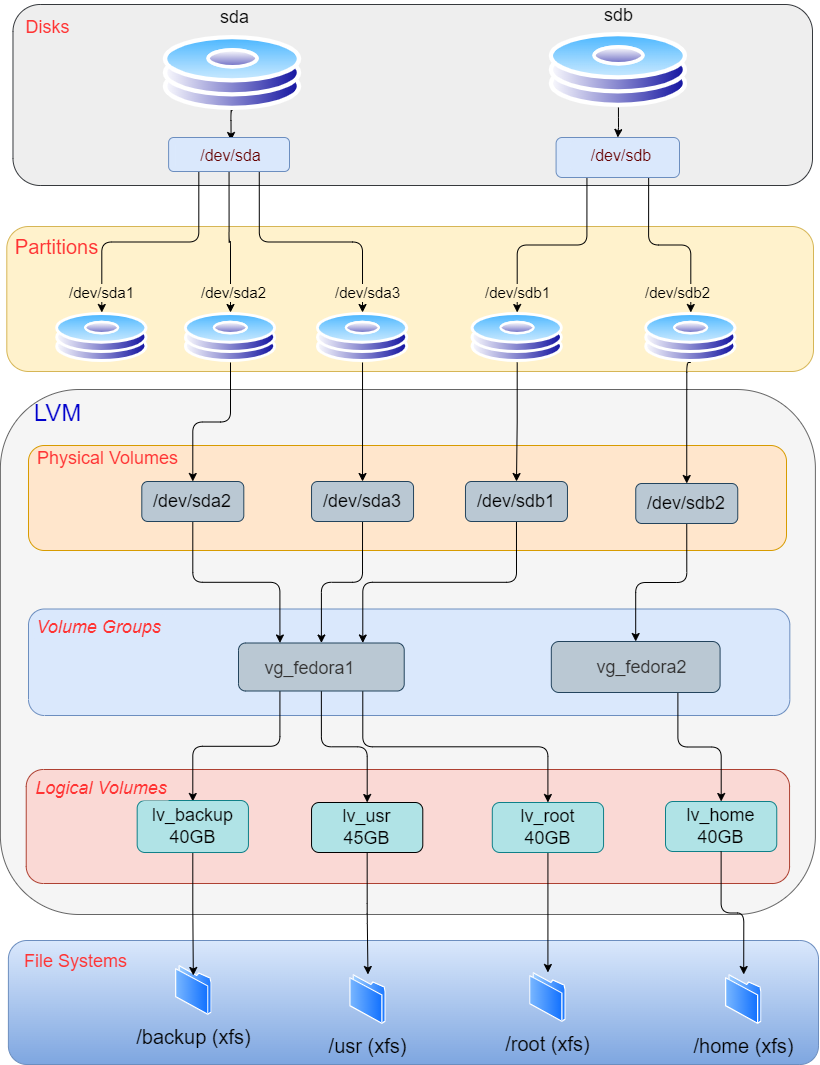 Disks
sda
sdb
/dev/sda
/dev/sdb
Partitions
/dev/sda1
/dev/sda2
/dev/sda3
/dev/sdb1
/dev/sdb2
LVM
Physical Volumes
/dev/sda2
/dev/sda3
/dev/sdb1
/dev/sdb2
Volume Groups
vg_fedora1
vg_fedora2
Logical Volumes
lv_backup
40GB
lv_usr
45GB
lv_root
40GB
lv_home
40GB
File Systems
/backup (xfs)
/usr (xfs)
/root (xfs)
/home (xfs)